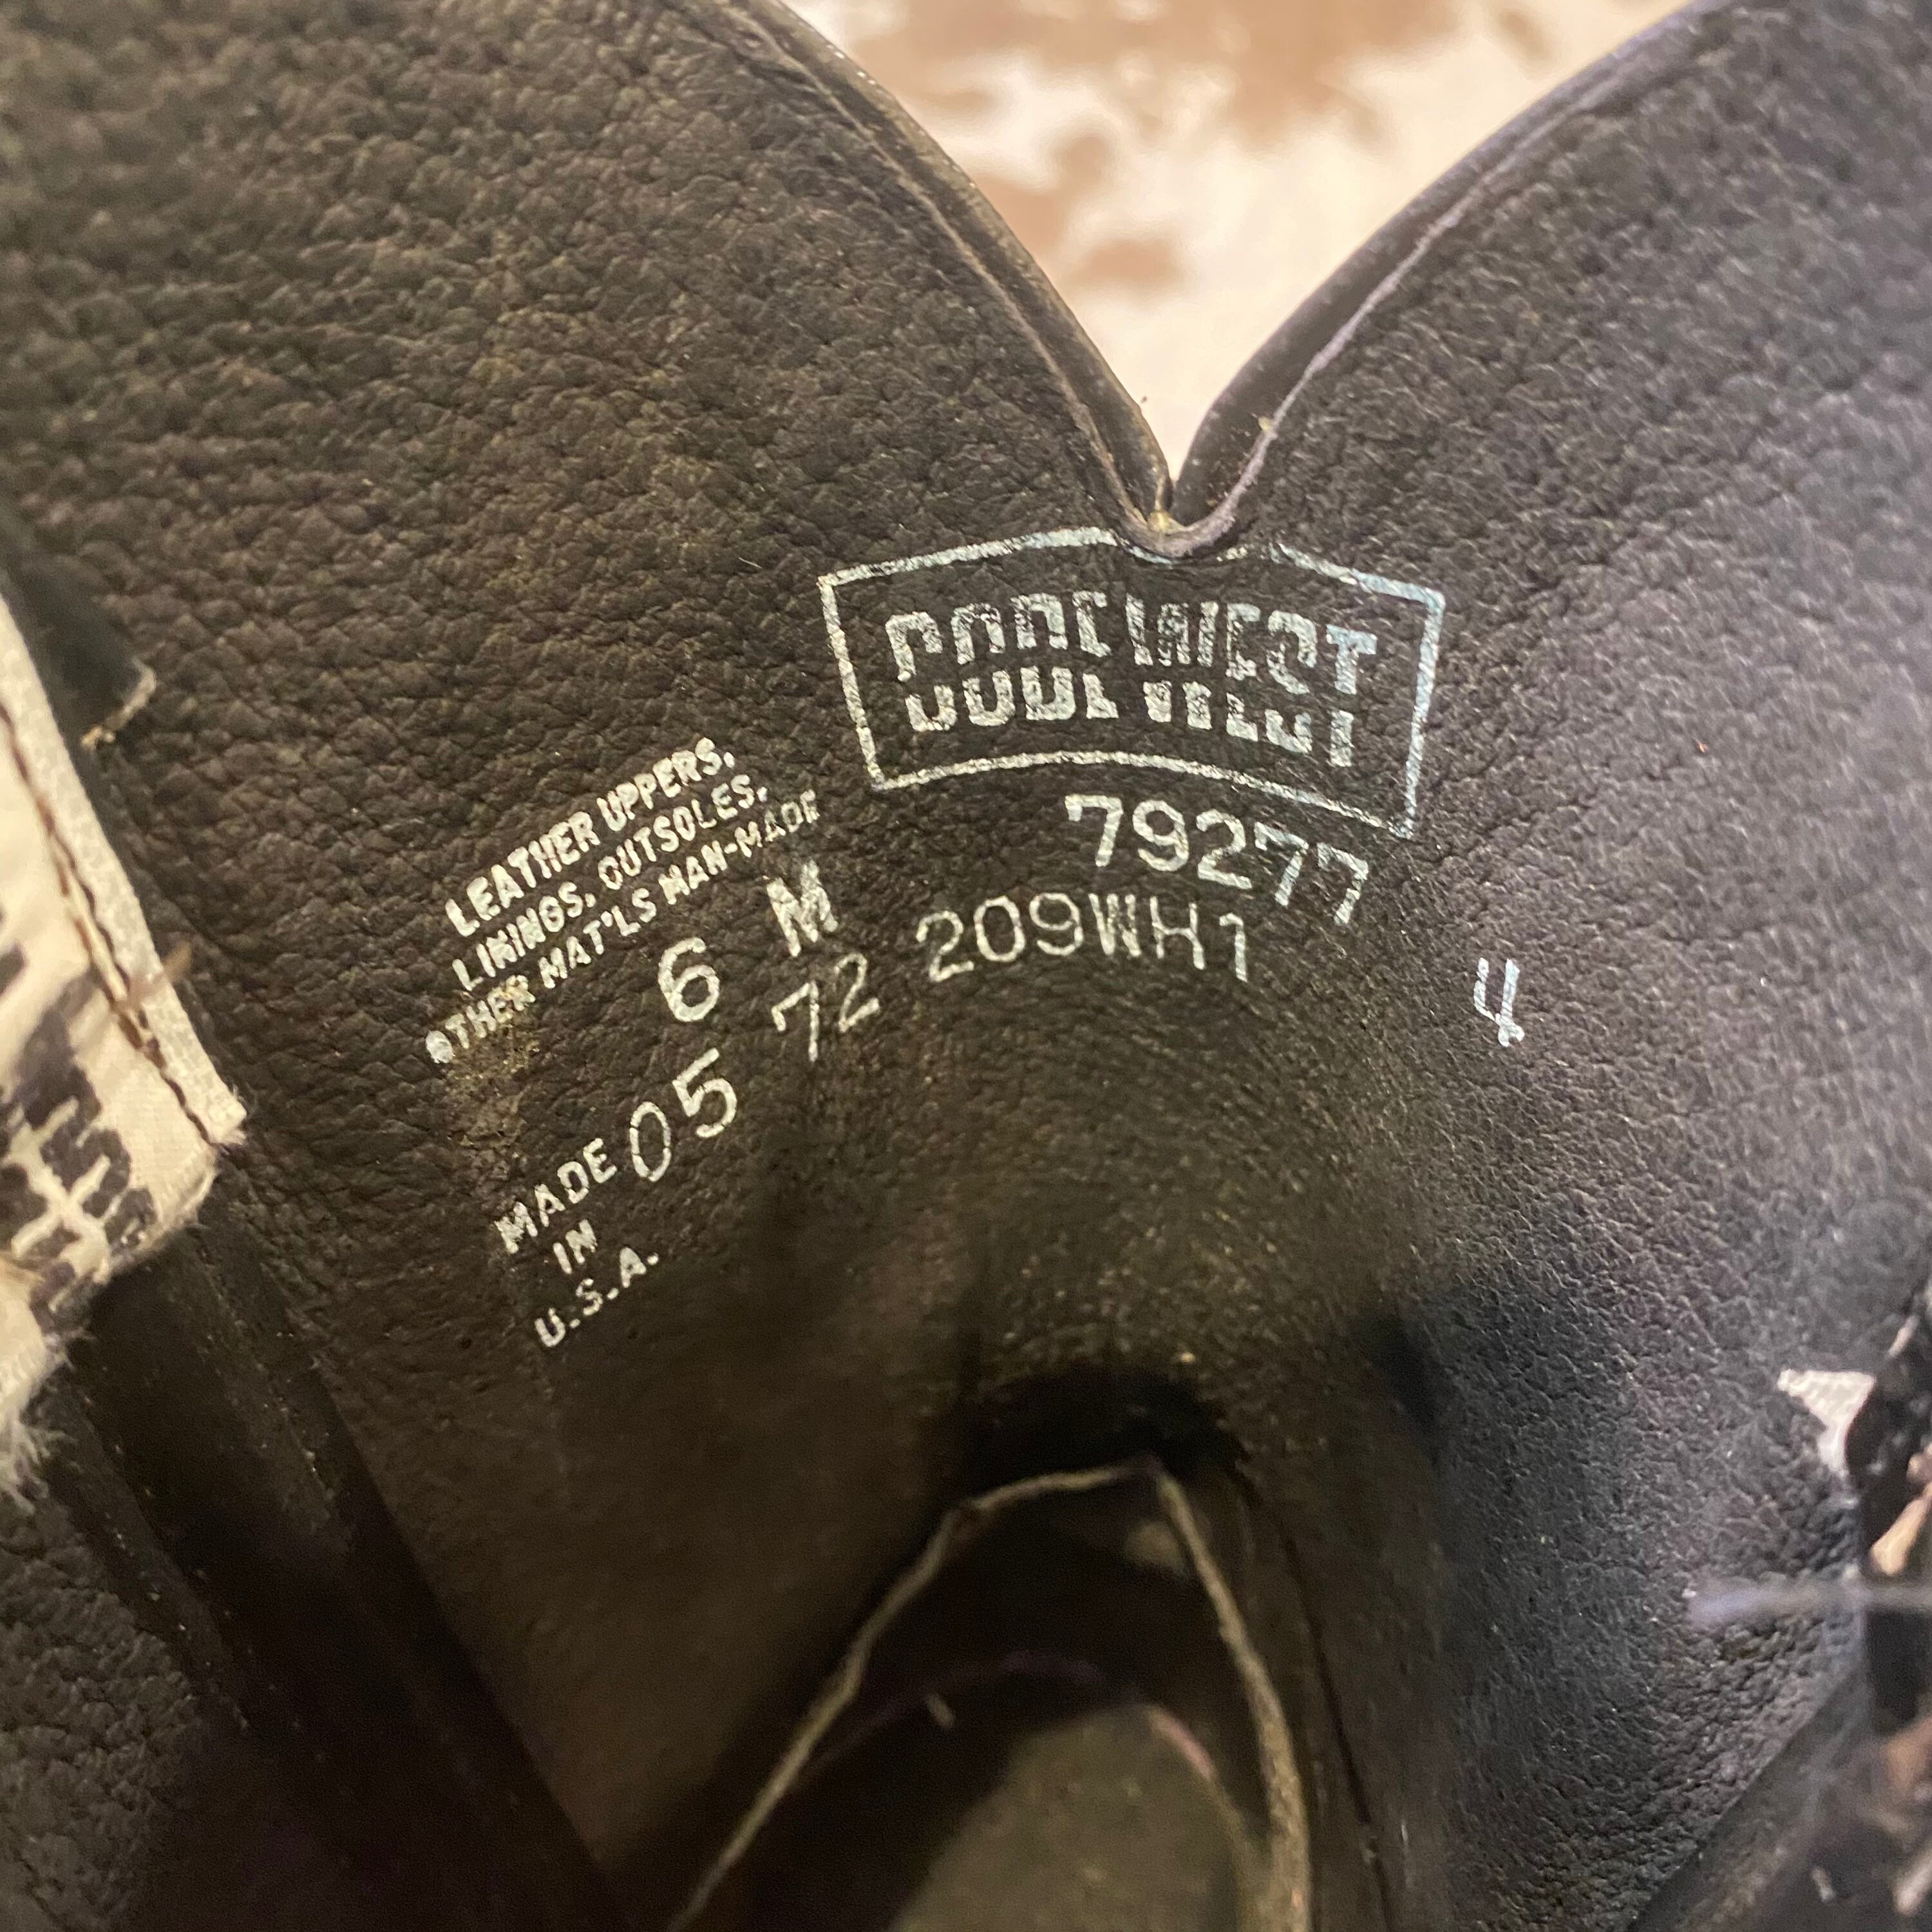 CODE WEST
79277
LEATHER UPPERS,
LININGS, OUTSOLES.
OTHER MAT'LS MAN-MADE
6 M
72 209WH1
4
05
MADE
IN
U.S.A.